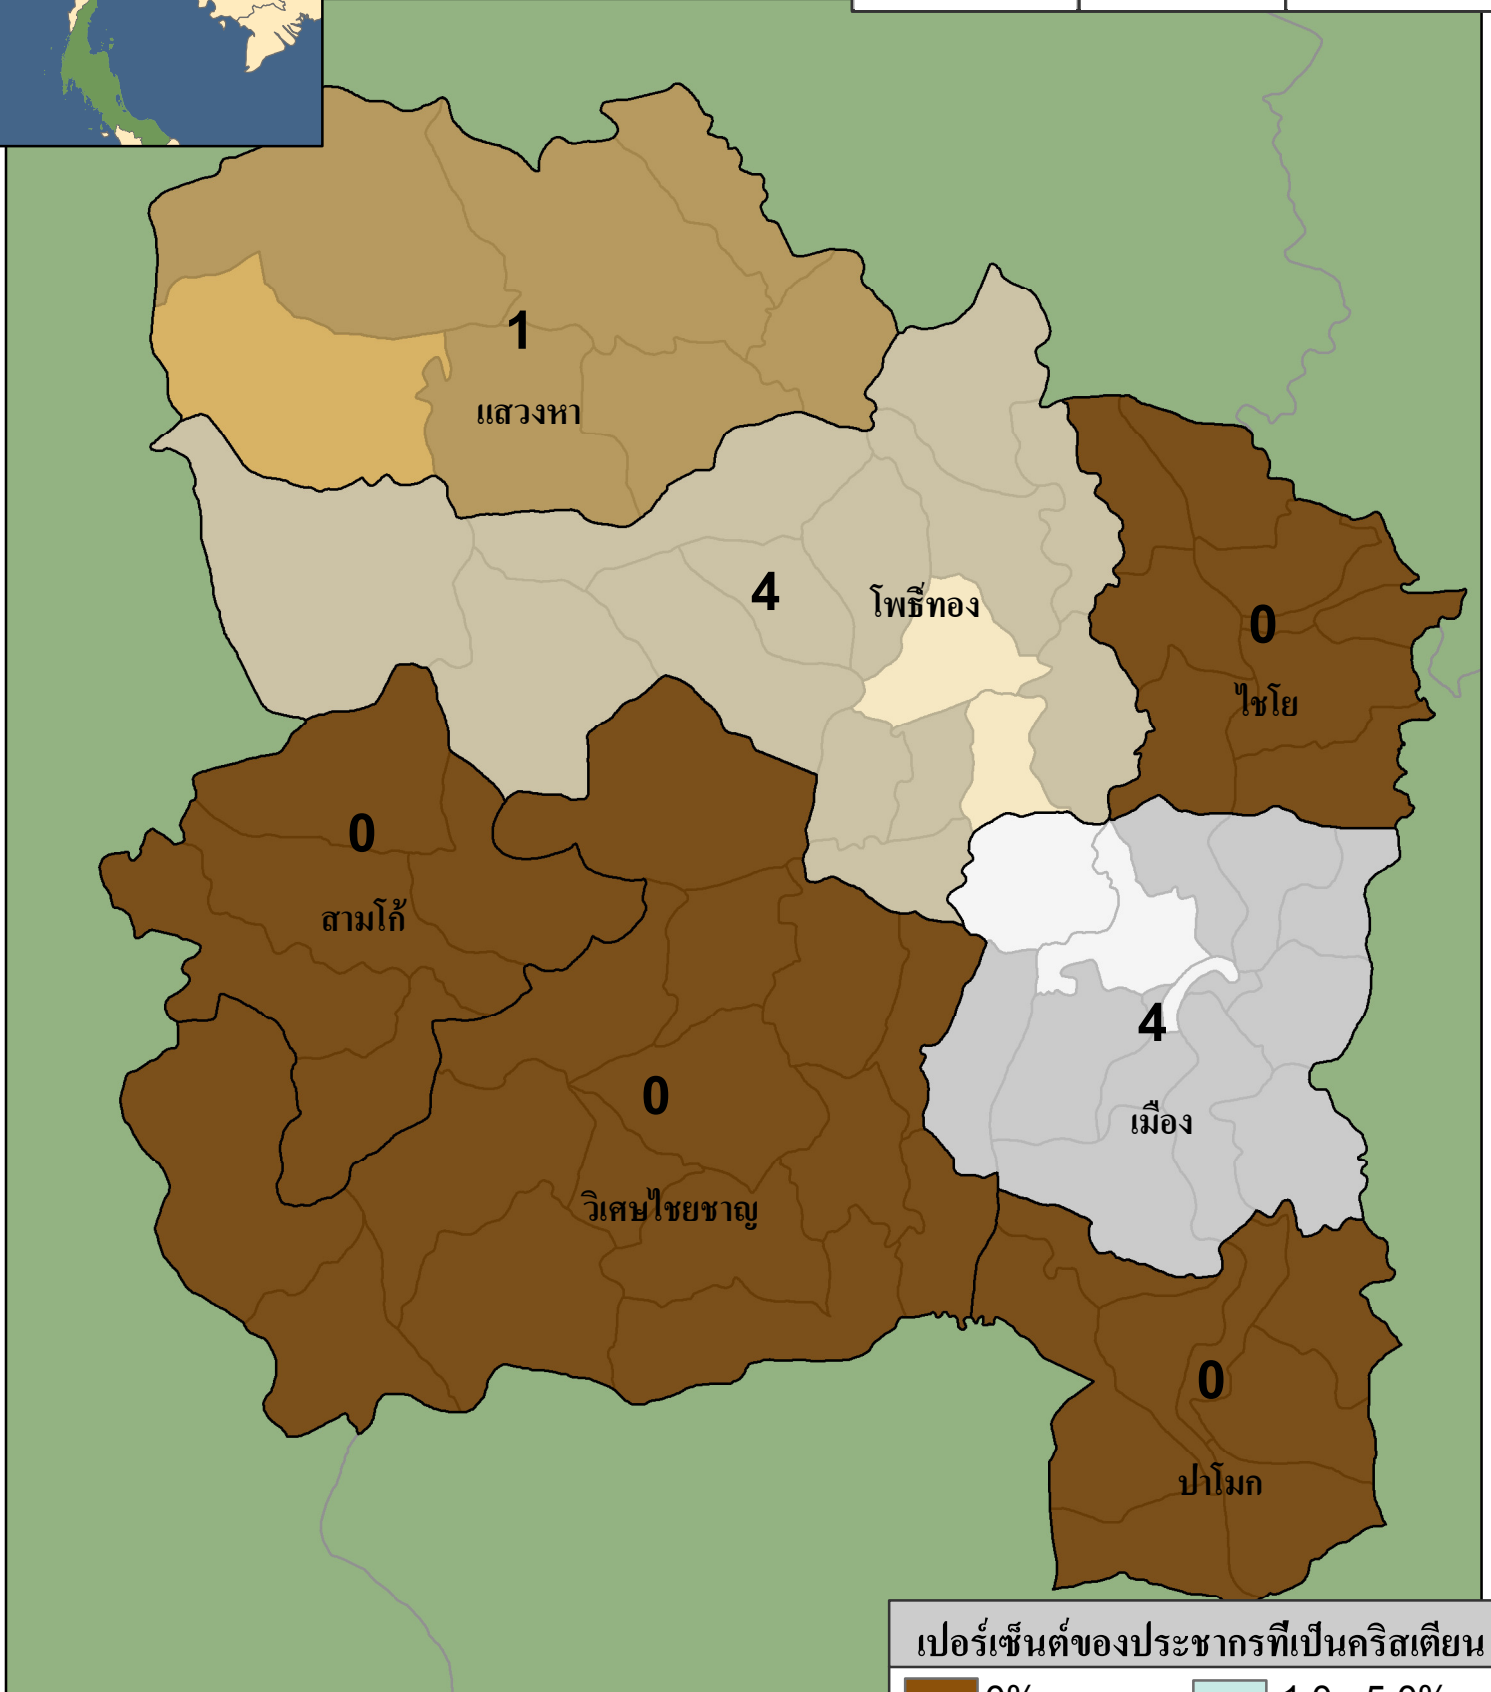 1
แสวงหา
4
โพธิ์ทอง
0
ไชโย
0
สามโก้
4
เมือง
0
วิเศษไชยชาญ
0
ป่าโมก
เปอร์เซ็นต์ของประชากรที่เป็นคริสเตียน